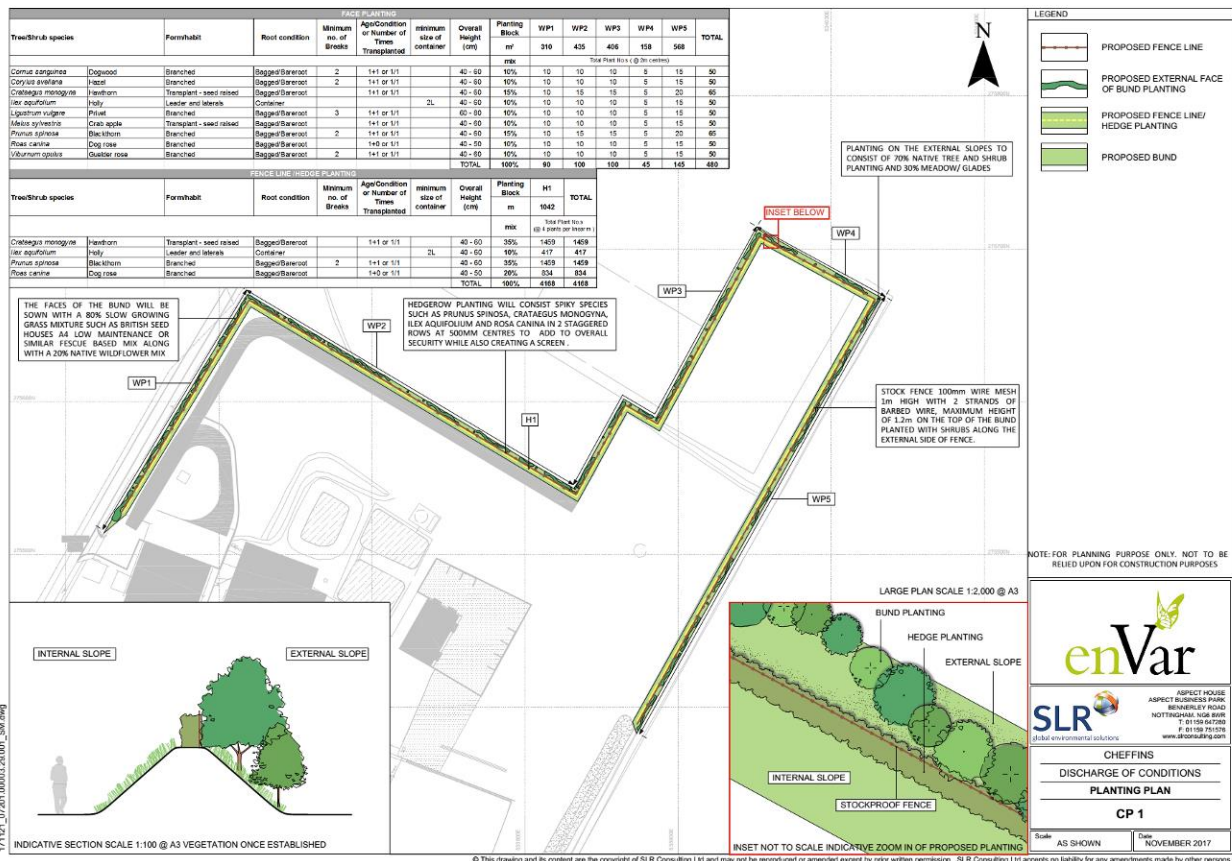 FACE PLANTING
Tree/Shrub species Form/habit Root condition Minimum no. of Breaks Age/Condition or Number of Times Transplanted minimum size of container Overall Height (cm) Planting Block WP1 WP2 WP3 WP4 WP5 TOTAL
m² 310 435 406 158 568
mix Total Plant No.s (@ 2m centres)
Cornus sanguinea Dogwood Branched Bagged/Bareroot 2 1+1 or 1/1 40 - 60 10% 10 10 10 5 15 50
Corylus avellana Hazel Branched Bagged/Bareroot 2 1+1 or 1/1 40 - 60 10% 10 10 10 5 15 50
Crataegus monogyna Hawthorn Transplant - seed raised Bagged/Bareroot 1+1 or 1/1 40 - 60 15% 10 15 15 5 20 65
Ilex aquifolium Holly Leader and laterals Container 2L 40 - 60 10% 10 10 10 5 15 50
Ligustrum vulgare Privet Branched Bagged/Bareroot 3 1+1 or 1/1 60 - 80 10% 10 10 10 5 15 50
Malus sylvestris Crab apple Transplant - seed raised Bagged/Bareroot 1+1 or 1/1 40 - 60 10% 10 10 10 5 15 50
Prunus spinosa Blackthorn Branched Bagged/Bareroot 2 1+1 or 1/1 40 - 60 15% 10 15 15 5 20 65
Rosa canina Dog rose Branched Bagged/Bareroot 1+0 or 1/1 40 - 50 10% 10 10 10 5 15 50
Viburnum opulus Guelder rose Branched Bagged/Bareroot 2 1+1 or 1/1 40 - 60 10% 10 10 10 5 15 50
TOTAL 100% 90 100 100 45 145 480
FENCE LINE /HEDGE PLANTING
Tree/Shrub species Form/habit Root condition Minimum no. of Breaks Age/Condition or Number of Times Transplanted minimum size of container Overall Height (cm) Planting Block H1 TOTAL
m 1042
mix Total Plant No.s (@ 4 plants per linear m)
Crataegus monogyna Hawthorn Transplant - seed raised Bagged/Bareroot 1+1 or 1/1 40 - 60 35% 1459 1459
Ilex aquifolium Holly Leader and laterals Container 2L 40 - 60 10% 417 417
Prunus spinosa Blackthorn Branched Bagged/Bareroot 2 1+1 or 1/1 40 - 60 35% 1459 1459
Rosa canina Dog rose Branched Bagged/Bareroot 1+0 or 1/1 40 - 50 20% 834 834
TOTAL 100% 4168 4168
N
LEGEND
PROPOSED FENCE LINE
PROPOSED EXTERNAL FACE
OF BUND PLANTING
PROPOSED FENCE LINE/
HEDGE PLANTING
PROPOSED BUND
PLANTING ON THE EXTERNAL SLOPES TO
CONSIST OF 70% NATIVE TREE AND SHRUB
PLANTING AND 30% MEADOW/ GLADES
INSET BELOW
WP4
WP3
THE FACES OF THE BUND WILL BE
SOWN WITH A 80% SLOW GROWING
GRASS MIXTURE SUCH AS BRITISH SEED
HOUSES A4 LOW MAINTENANCE OR
SIMILAR FESCUE BASED MIX ALONG
WITH A 20% NATIVE WILDFLOWER MIX
HEDGEROW PLANTING WILL CONSIST SPIKY SPECIES
SUCH AS PRUNUS SPINOSA, CRATAEGUS MONOGYNA,
ILEX AQUIFOLIUM AND ROSA CANINA IN 2 STAGGERED
ROWS AT 500MM CENTRES TO ADD TO OVERALL
SECURITY WHILE ALSO CREATING A SCREEN .
WP2
WP1
H1
STOCK FENCE 100mm WIRE MESH
1m HIGH WITH 2 STRANDS OF
BARBED WIRE, MAXIMUM HEIGHT
OF 1.2m ON THE TOP OF THE BUND
PLANTED WITH SHRUBS ALONG THE
EXTERNAL SIDE OF FENCE.
WP5
NOTE: FOR PLANNING PURPOSE ONLY. NOT TO BE
RELIED UPON FOR CONSTRUCTION PURPOSES
LARGE PLAN SCALE 1:2,000 @ A3
INTERNAL SLOPE
EXTERNAL SLOPE
INDICATIVE SECTION SCALE 1:100 @ A3 VEGETATION ONCE ESTABLISHED
BUND PLANTING
HEDGE PLANTING
EXTERNAL SLOPE
INTERNAL SLOPE
STOCKPROOF FENCE
INSET NOT TO SCALE INDICATIVE ZOOM IN OF PROPOSED PLANTING
enVar
SLR
global environmental solutions
ASPECT HOUSE
ASPECT BUSINESS PARK
BENNERLEY ROAD
NOTTINGHAM. NG6 8WR
T: 01159 647280
F: 01159 751576
www.slrconsulting.com
CHEFFINS
DISCHARGE OF CONDITIONS
PLANTING PLAN
CP 1
Scale AS SHOWN
Date NOVEMBER 2017
© This drawing and its content are the copyright of SLR Consulting Ltd and may not be reproduced or amended except by prior written permission. SLR Consulting Ltd accepts no liability for any amendments made by other persons